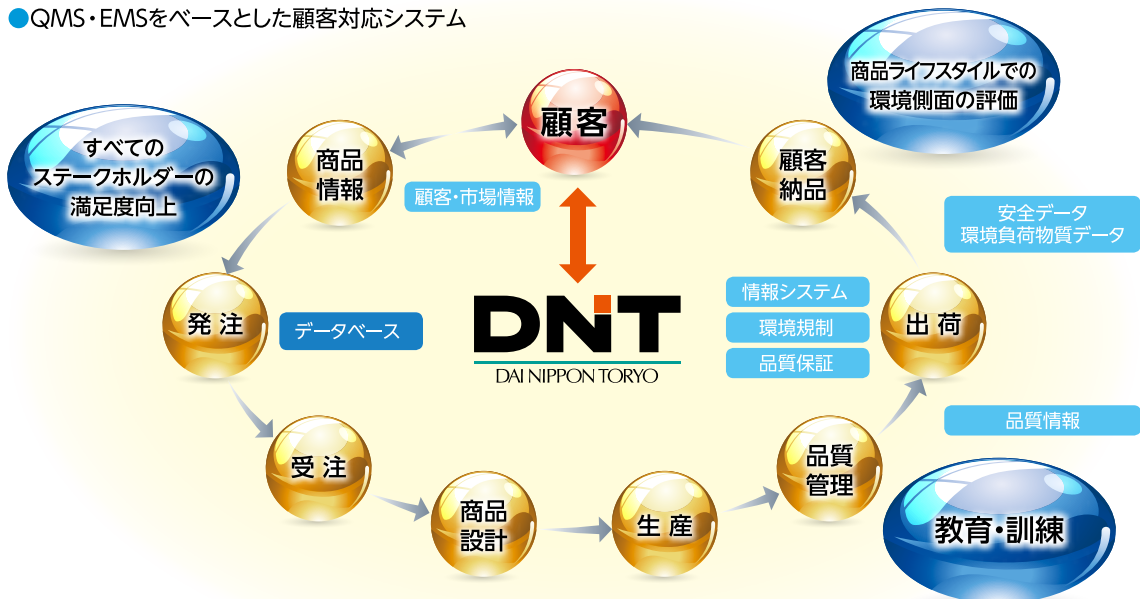 ●QMS・EMSをベースとした顧客対応システム
商品ライフスタイルでの
環境側面の評価
すべての
ステークホルダーの
満足度向上
顧客
商品
情報
顧客
納品
顧客・市場情報
安全データ
環境負荷物質データ
発注
データベース
DNT
DAI NIPPON TORYO
情報システム
環境規制
品質保証
出荷
品質情報
受注
商品
設計
生産
品質
管理
教育・訓練